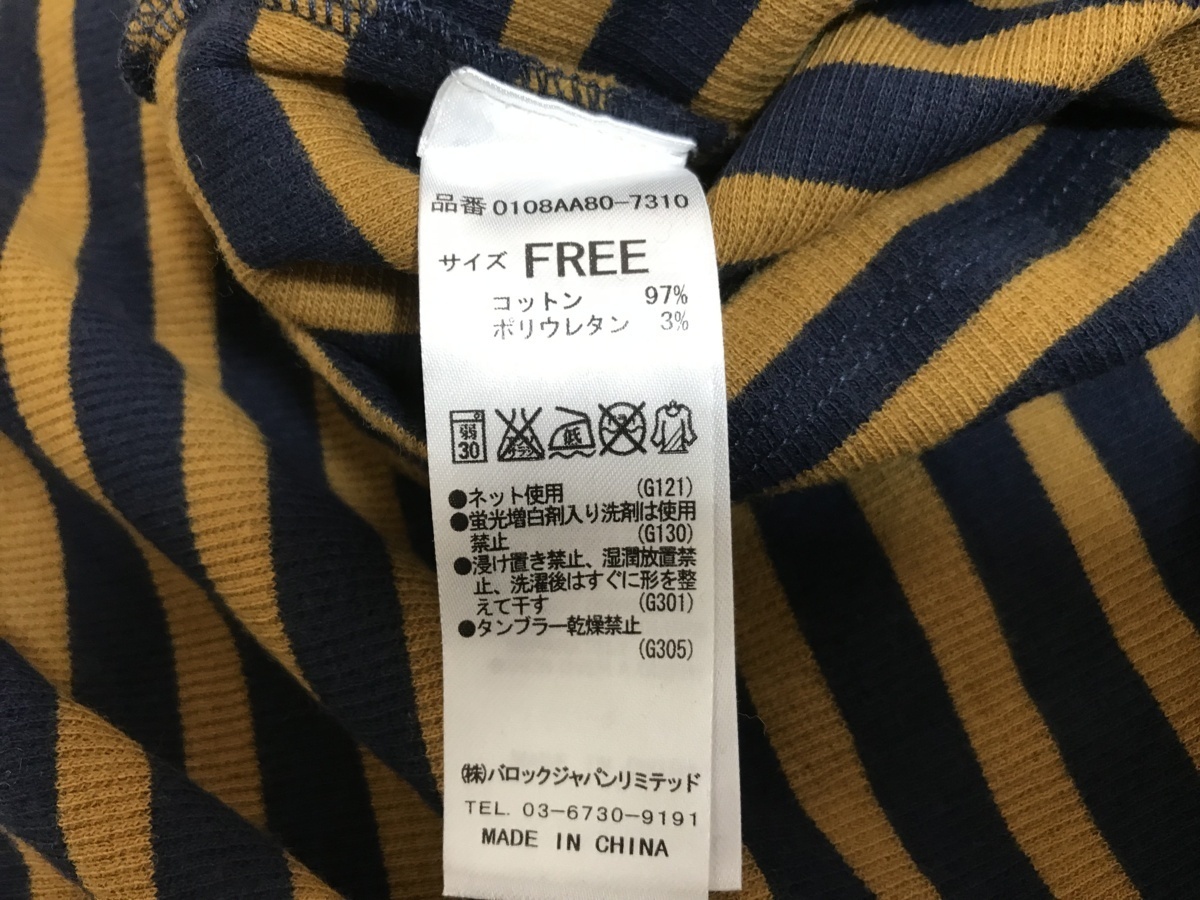 品番 0108AA80-7310
サイズ FREE
コットン 97%
ポリウレタン 3%
弱
30
低
●ネット使用 (G121)
●蛍光増白剤入り洗剤は使用
禁止 (G130)
●浸け置き禁止、湿潤放置禁
止、洗濯後はすぐに形を整
えて干す (G301)
●タンブラー乾燥禁止
(G305)
(株)バロックジャパンリミテッド
TEL. 03-6730-9191
MADE IN CHINA